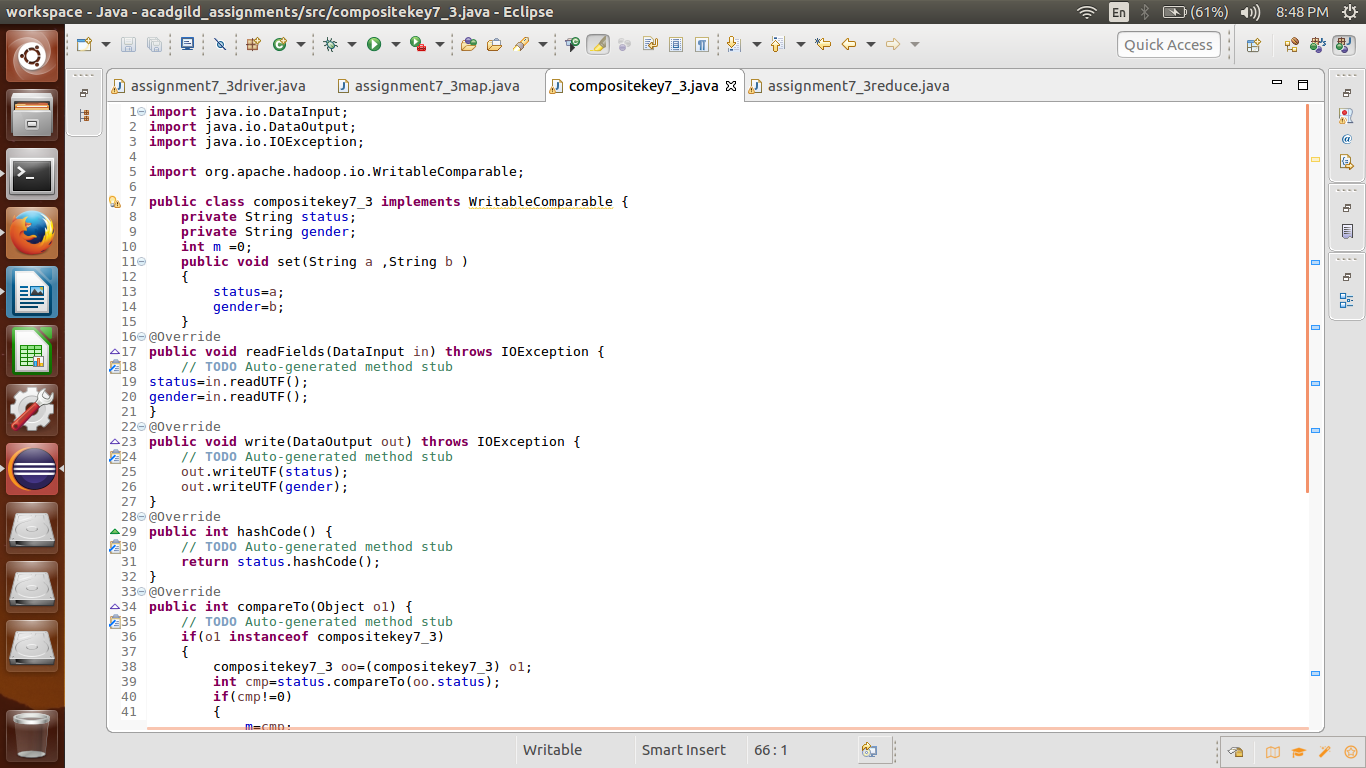 workspace - Java - acadgild_assignments/src/compositekey7_3.java - Eclipse
En
(61%)
8:48 PM
Quick Access
assignment7_3driver.java
assignment7_3map.java
compositekey7_3.java
assignment7_3reduce.java
1 import java.io.DataInput;
2 import java.io.DataOutput;
3 import java.io.IOException;
4
5 import org.apache.hadoop.io.WritableComparable;
6
7 public class compositekey7_3 implements WritableComparable {
8     private String status;
9     private String gender;
10     int m =0;
11     public void set(String a ,String b )
12     {
13         status=a;
14         gender=b;
15     }
16 @Override
17 public void readFields(DataInput in) throws IOException {
18     // TODO Auto-generated method stub
19 status=in.readUTF();
20 gender=in.readUTF();
21 }
22 @Override
23 public void write(DataOutput out) throws IOException {
24     // TODO Auto-generated method stub
25     out.writeUTF(status);
26     out.writeUTF(gender);
27 }
28 @Override
29 public int hashCode() {
30     // TODO Auto-generated method stub
31     return status.hashCode();
32 }
33 @Override
34 public int compareTo(Object o1) {
35     // TODO Auto-generated method stub
36     if(o1 instanceof compositekey7_3)
37     {
38         compositekey7_3 oo=(compositekey7_3) o1;
39         int cmp=status.compareTo(oo.status);
40         if(cmp!=0)
41         {
            m=cmp;
Writable
Smart Insert
66 : 1